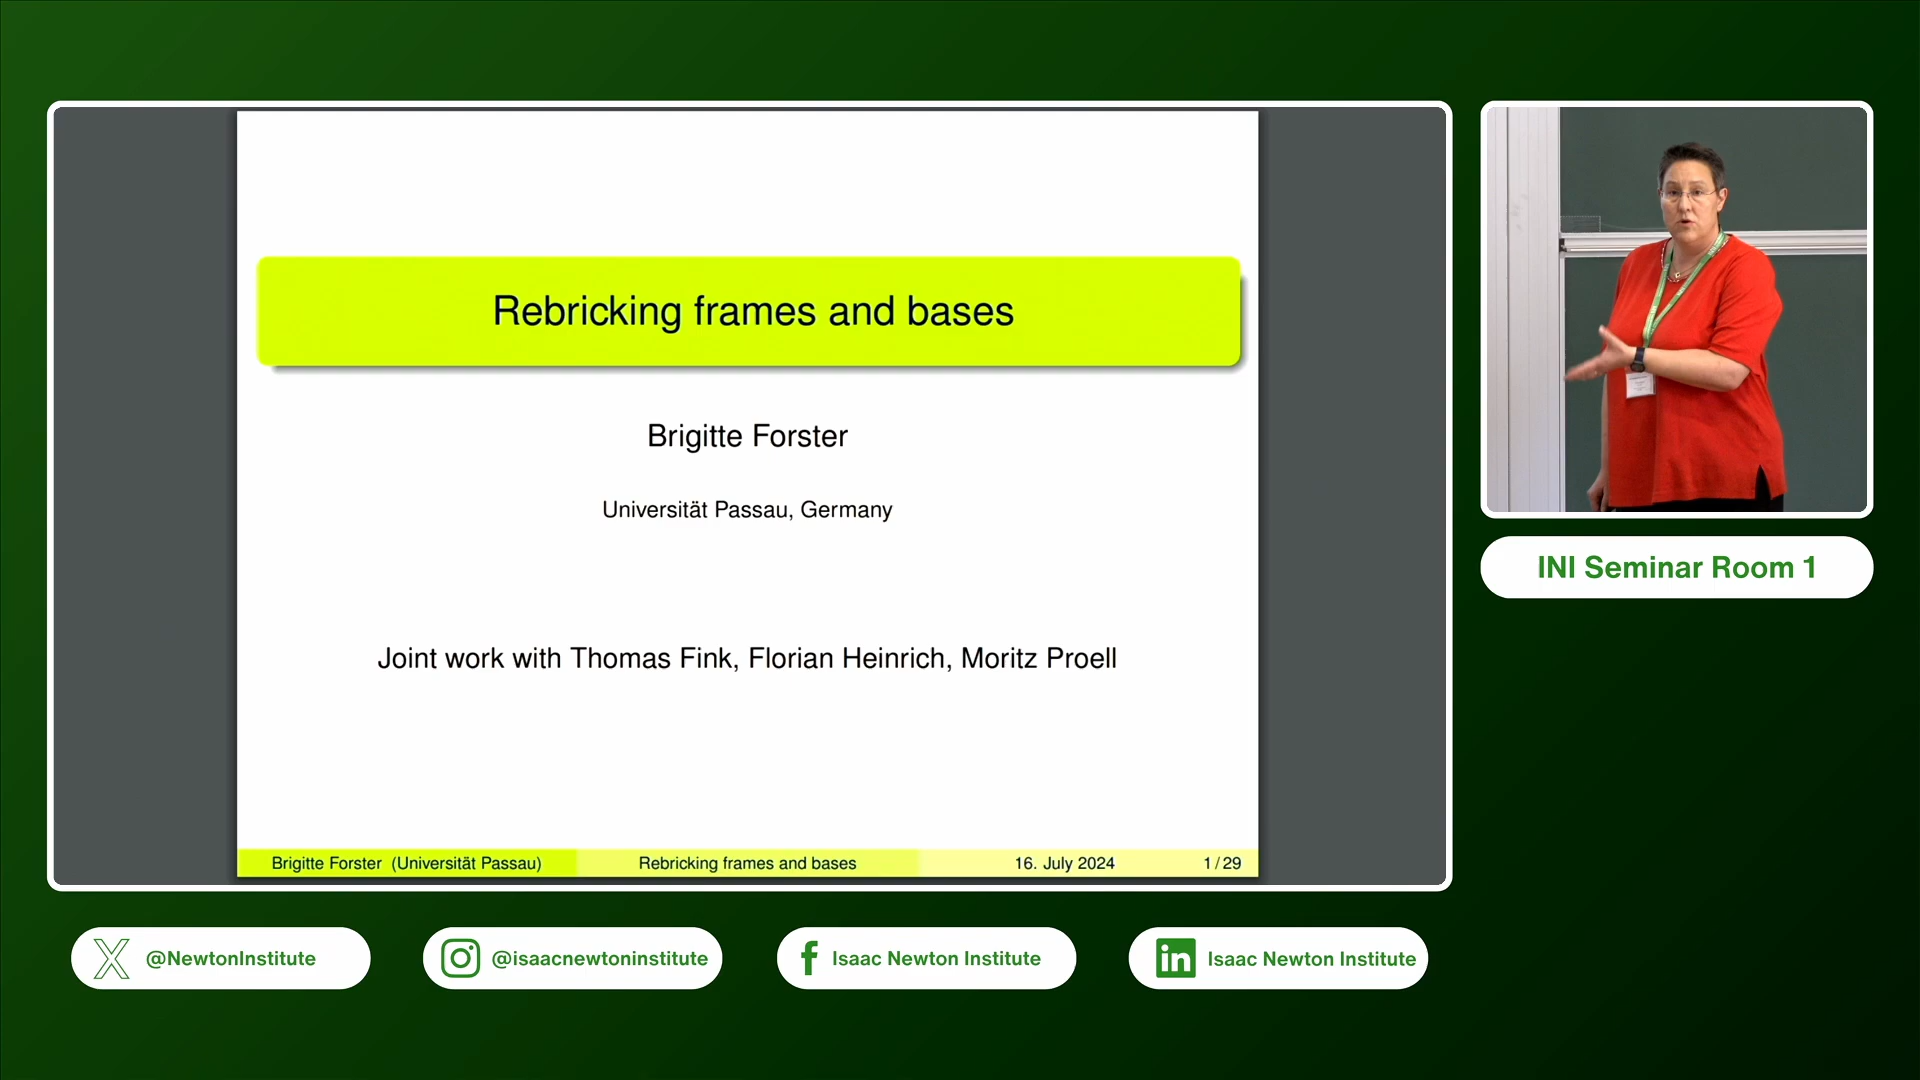 Rebricking frames and bases
Brigitte Forster
Universität Passau, Germany
Joint work with Thomas Fink, Florian Heinrich, Moritz Proell
Brigitte Forster (Universität Passau)
Rebricking frames and bases
16. July 2024
1 / 29
INI Seminar Room 1
@NewtonInstitute
@isaacnewtoninstitute
Isaac Newton Institute
Isaac Newton Institute